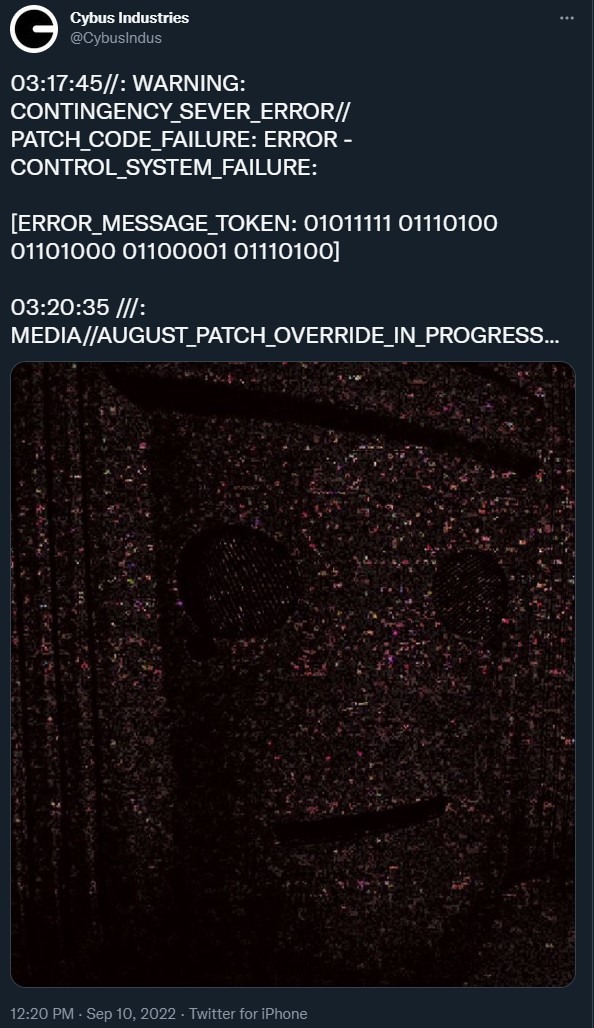 Cybus Industries
@CybusIndus
03:17:45//: WARNING:
CONTINGENCY_SEVER_ERROR//
PATCH_CODE_FAILURE: ERROR -
CONTROL_SYSTEM_FAILURE:
[ERROR_MESSAGE_TOKEN: 01011111 01110100
01101000 01100001 01110100]
03:20:35 ///:
MEDIA//AUGUST_PATCH_OVERRIDE_IN_PROGRESS...
12:20 PM · Sep 10, 2022 · Twitter for iPhone